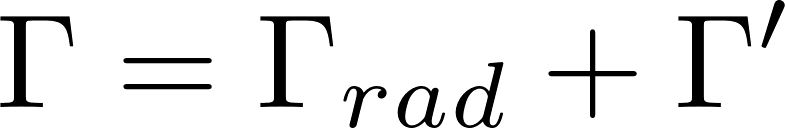 Γ = Γ_{rad} + Γ′